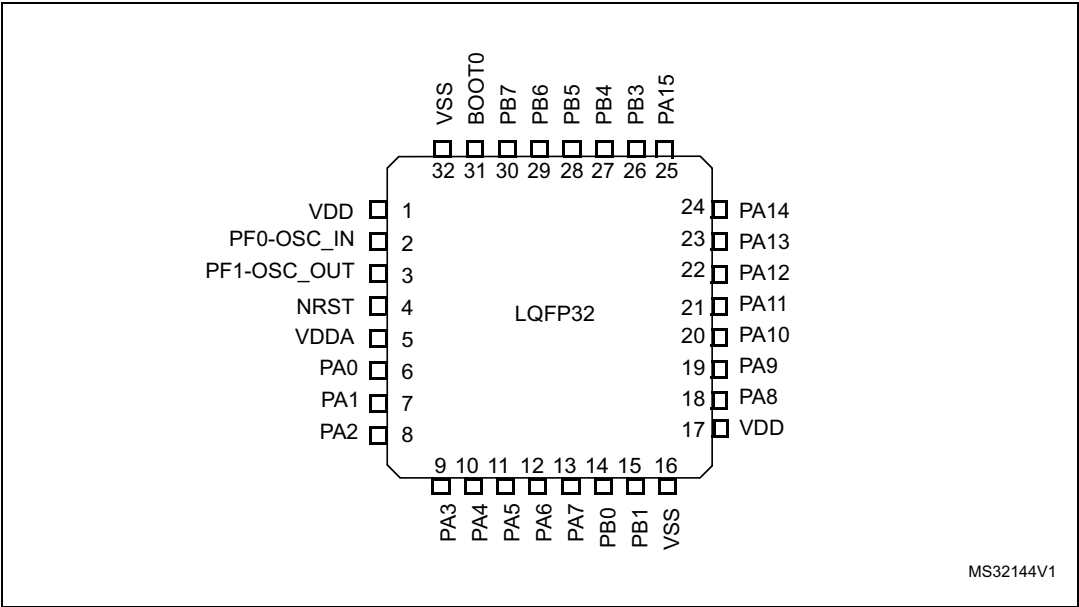 VSS
BOOT0
PB7
PB6
PB5
PB4
PB3
PA15
32 31 30 29 28 27 26 25
VDD 1
PF0-OSC_IN 2
PF1-OSC_OUT 3
NRST 4
VDDA 5
PA0 6
PA1 7
PA2 8
LQFP32
24 PA14
23 PA13
22 PA12
21 PA11
20 PA10
19 PA9
18 PA8
17 VDD
9 10 11 12 13 14 15 16
PA3
PA4
PA5
PA6
PA7
PB0
PB1
VSS
MS32144V1